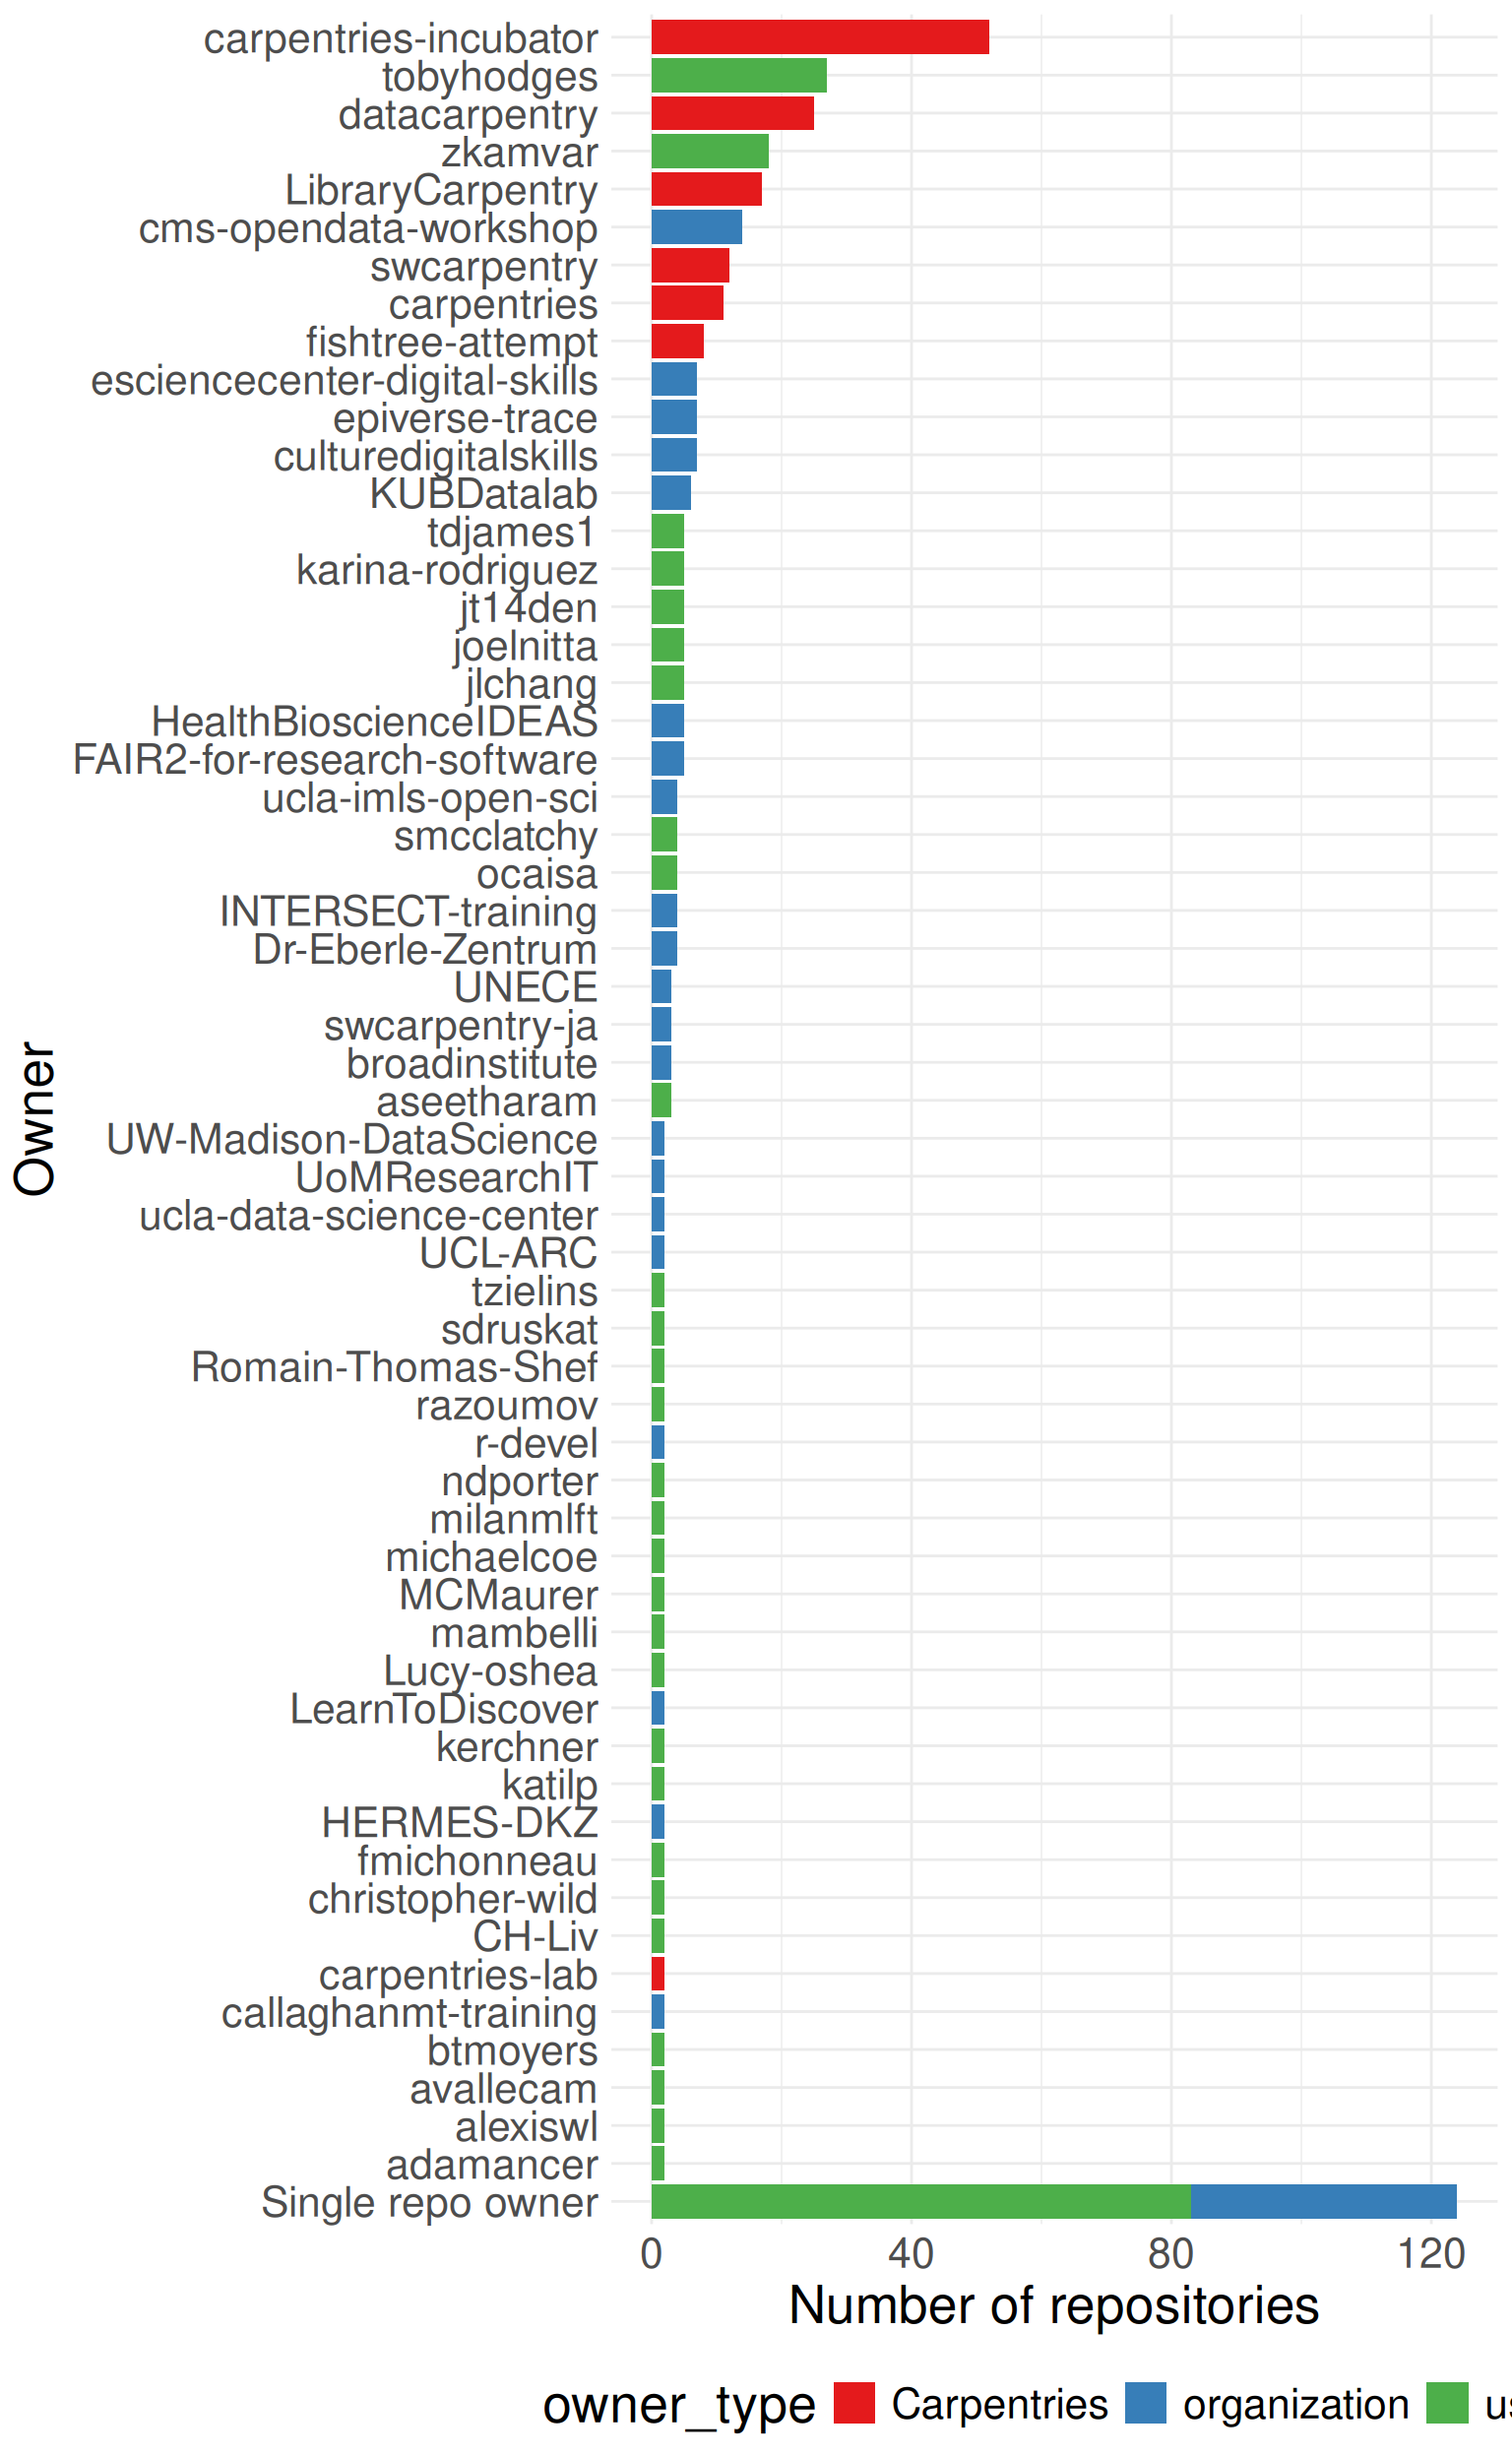 carpentries-incubator
tobyhodges
datacarpentry
zkamvar
LibraryCarpentry
cms-opendata-workshop
swcarpentry
carpentries
fishtree-attempt
esciencecenter-digital-skills
epiverse-trace
culturedigitalskills
KUBDatalab
tdjames1
karina-rodriguez
jt14den
joelnitta
jlchang
HealthBioscienceIDEAS
FAIR2-for-research-software
ucla-imls-open-sci
smcclatchy
ocaisa
INTERSECT-training
Dr-Eberle-Zentrum
UNECE
swcarpentry-ja
broadinstitute
aseetharam
UW-Madison-DataScience
UoMResearchIT
ucla-data-science-center
UCL-ARC
tzielins
sdruskat
Romain-Thomas-Shef
razoumov
r-devel
ndporter
milanmlft
michaelcoe
MCMaurer
mambelli
Lucy-oshea
LearnToDiscover
kerchner
katilp
HERMES-DKZ
fmichonneau
christopher-wild
CH-Liv
carpentries-lab
callaghanmt-training
btmoyers
avallecam
alexiswl
adamancer
Single repo owner
Owner
0 40 80 120
Number of repositories
owner_type Carpentries organization